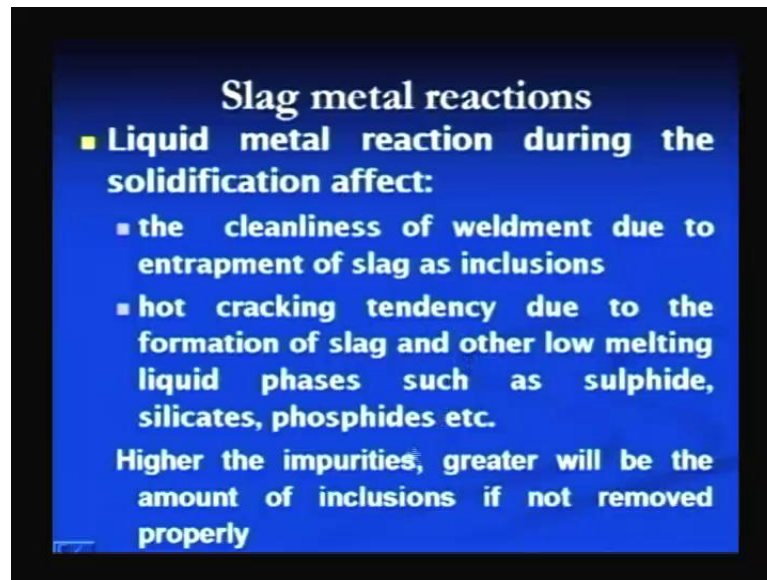 Slag metal reactions
Liquid metal reaction during the
solidification affect:
the cleanliness of weldment due to
entrapment of slag as inclusions
hot cracking tendency due to the
formation of slag and other low melting
liquid phases such as sulphide,
silicates, phosphides etc.
Higher the impurities, greater will be the
amount of inclusions if not removed
properly